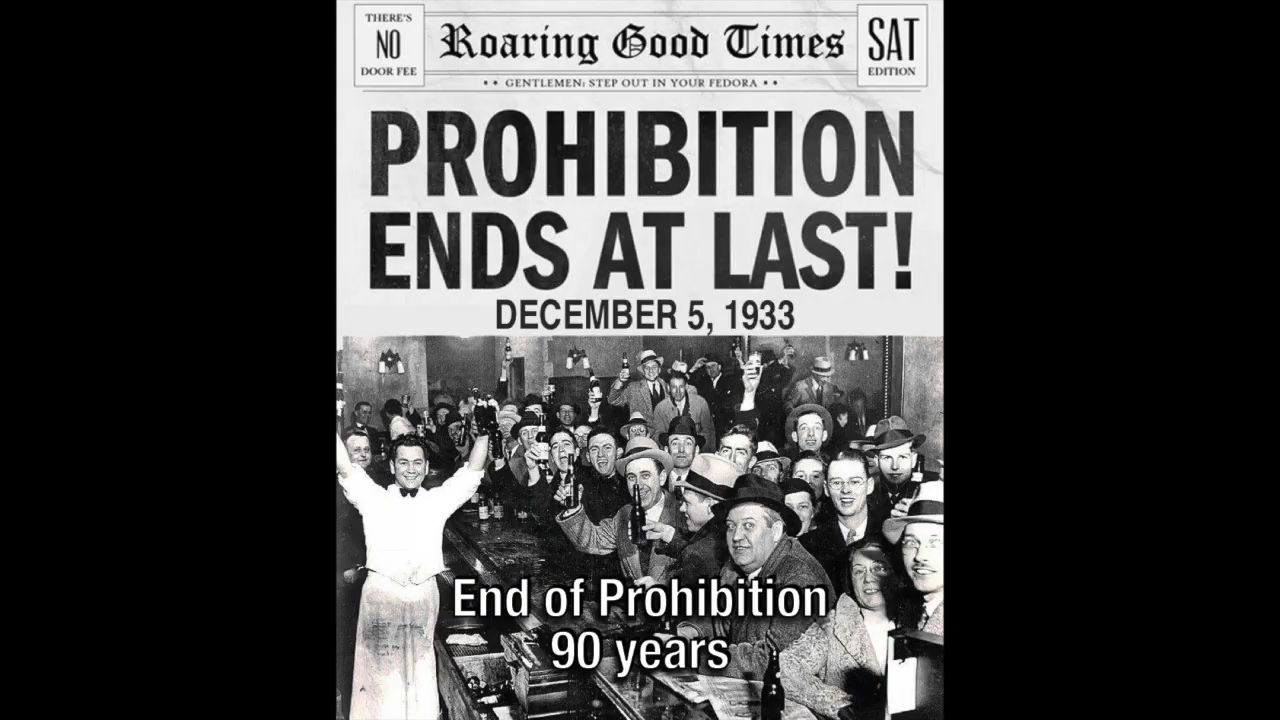 THERE'S
NO
DOOR FEE
Roaring Good Times
SAT
EDITION
•• GENTLEMEN: STEP OUT IN YOUR FEDORA ••
PROHIBITION
ENDS AT LAST!
DECEMBER 5, 1933
End of Prohibition
90 years